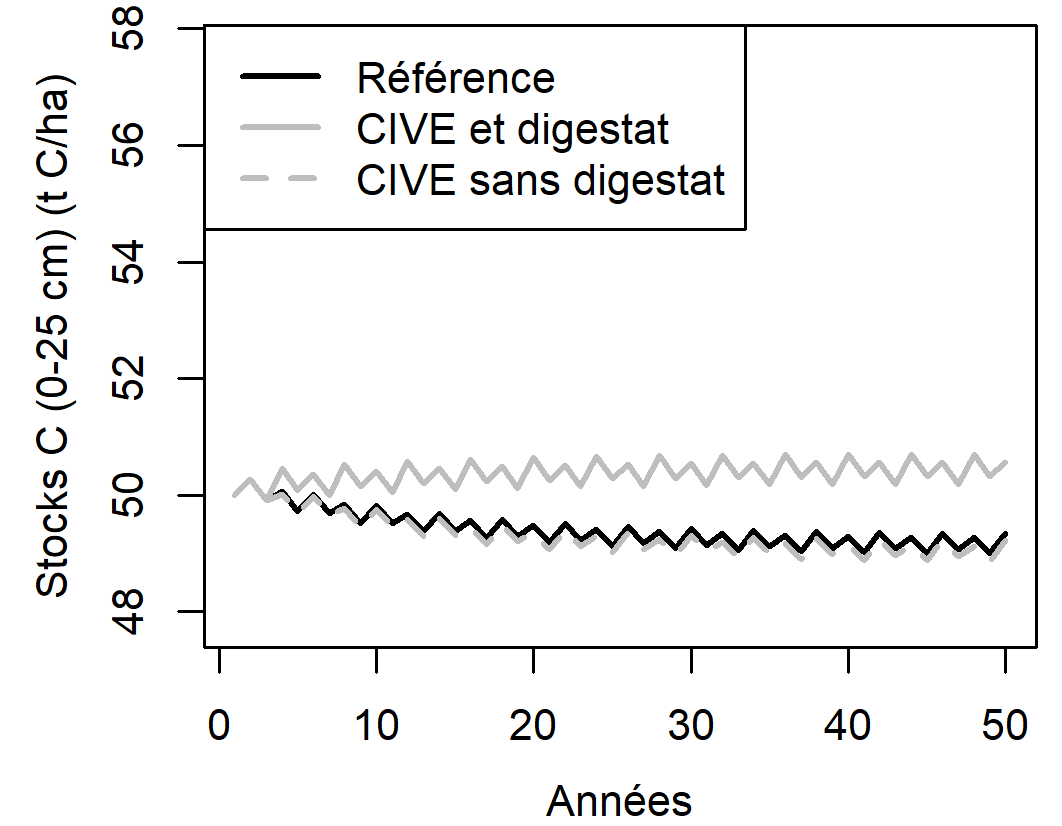 Référence
CIVE et digestat
CIVE sans digestat
Stocks C (0-25 cm) (t C/ha)
58
56
54
52
50
48
0 10 20 30 40 50
Années